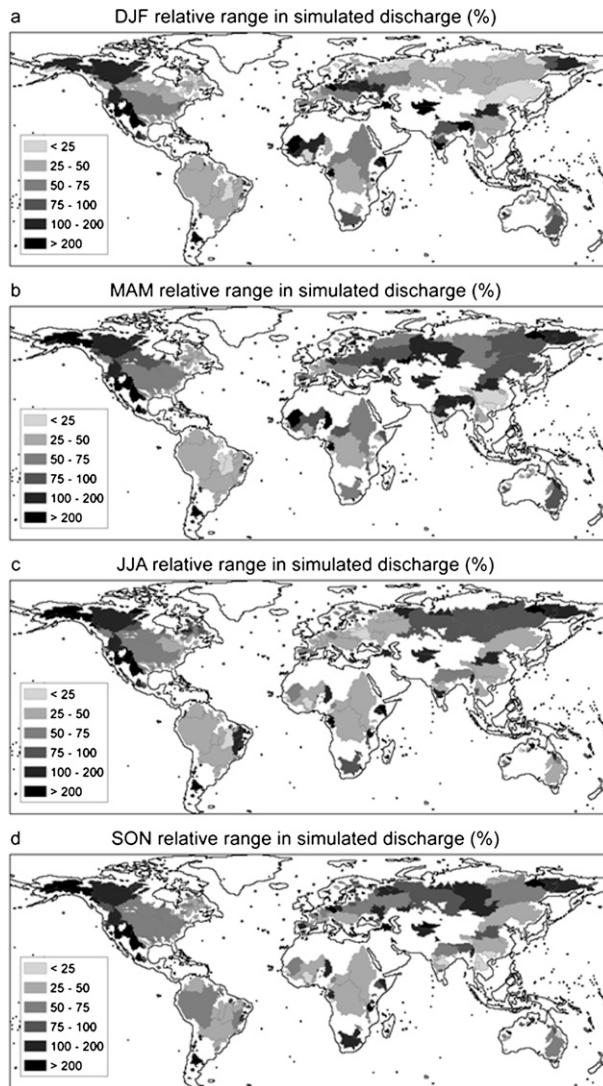 a
DJF relative range in simulated discharge (%)
< 25
25 - 50
50 - 75
75 - 100
100 - 200
> 200
b
MAM relative range in simulated discharge (%)
< 25
25 - 50
50 - 75
75 - 100
100 - 200
> 200
c
JJA relative range in simulated discharge (%)
< 25
25 - 50
50 - 75
75 - 100
100 - 200
> 200
d
SON relative range in simulated discharge (%)
< 25
25 - 50
50 - 75
75 - 100
100 - 200
> 200